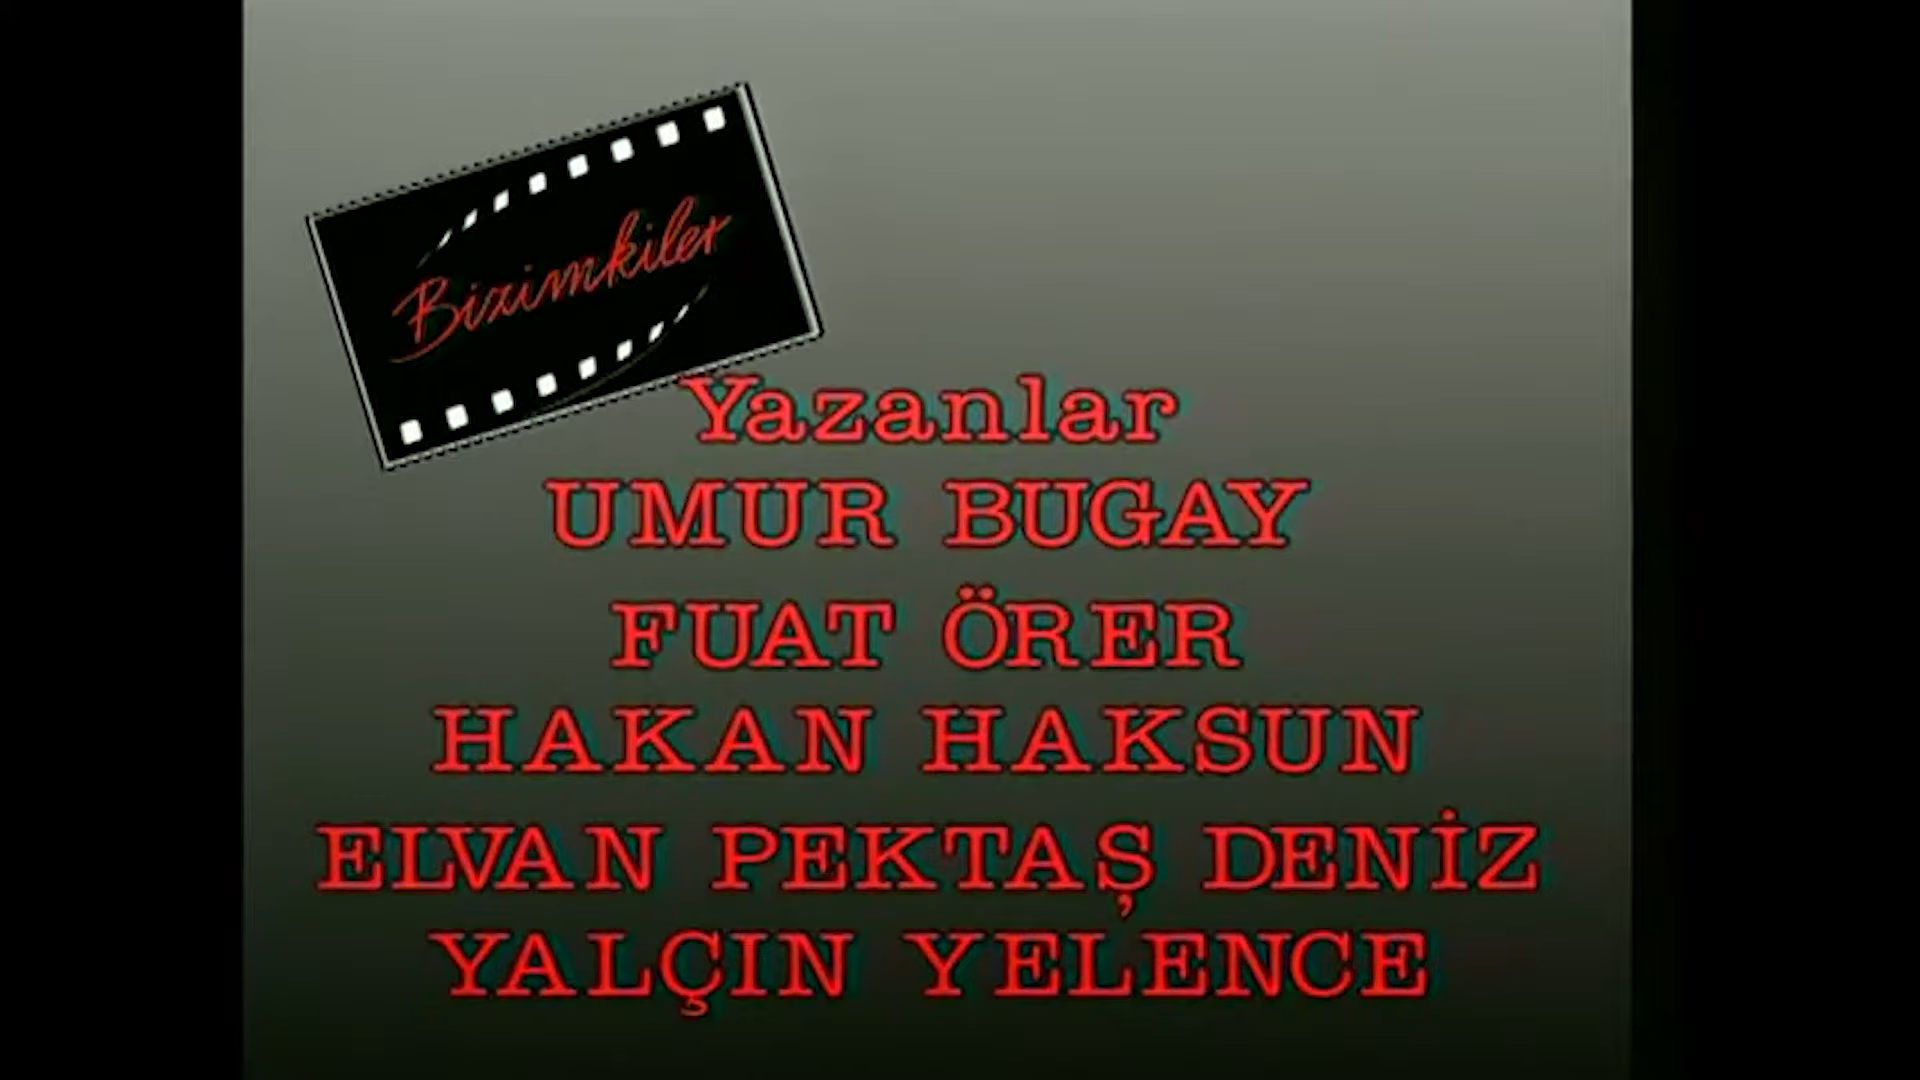 Bizimkiler
Yazanlar
UMUR BUGAY
FUAT ÖRER
HAKAN HAKSUN
ELVAN PEKTAŞ DENİZ
YALÇIN YELENCE